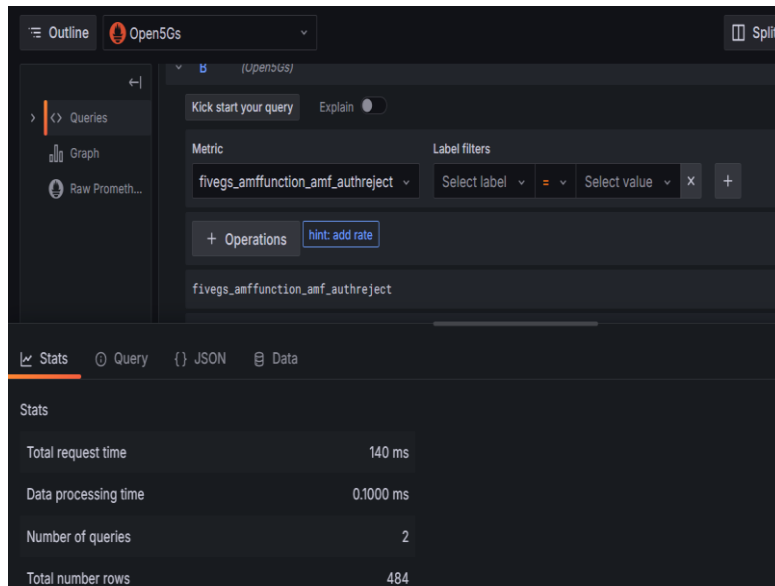 Outline
Open5Gs
Split
B (Open5Gs)
Queries
Graph
Raw Prometh...
Kick start your query Explain
Metric Label filters
fivegs_amffunction_amf_authreject Select label = Select value x +
+ Operations hint: add rate
fivegs_amffunction_amf_authreject
Stats Query {} JSON Data
Stats
Total request time 140 ms
Data processing time 0.1000 ms
Number of queries 2
Total number rows 484